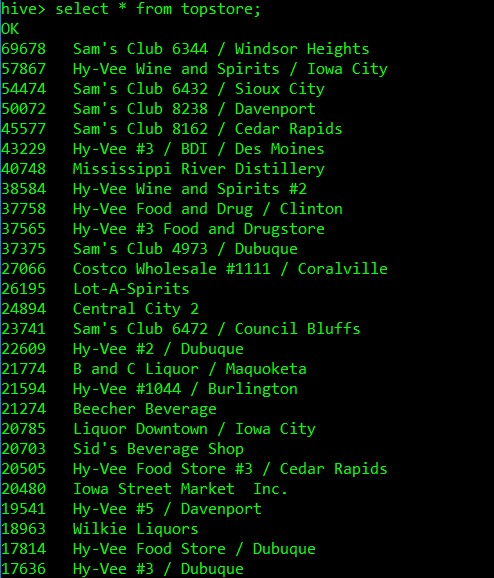 hive> select * from topstore;
OK
69678 Sam's Club 6344 / Windsor Heights
57867 Hy-Vee Wine and Spirits / Iowa City
54474 Sam's Club 6432 / Sioux City
50072 Sam's Club 8238 / Davenport
45577 Sam's Club 8162 / Cedar Rapids
43229 Hy-Vee #3 / BDI / Des Moines
40748 Mississippi River Distillery
38584 Hy-Vee Wine and Spirits #2
37758 Hy-Vee Food and Drug / Clinton
37565 Hy-Vee #3 Food and Drugstore
37375 Sam's Club 4973 / Dubuque
27066 Costco Wholesale #1111 / Coralville
26195 Lot-A-Spirits
24894 Central City 2
23741 Sam's Club 6472 / Council Bluffs
22609 Hy-Vee #2 / Dubuque
21774 B and C Liquor / Maquoketa
21594 Hy-Vee #1044 / Burlington
21274 Beecher Beverage
20785 Liquor Downtown / Iowa City
20703 Sid's Beverage Shop
20505 Hy-Vee Food Store #3 / Cedar Rapids
20480 Iowa Street Market  Inc.
19541 Hy-Vee #5 / Davenport
18963 Wilkie Liquors
17814 Hy-Vee Food Store / Dubuque
17636 Hy-Vee #3 / Dubuque